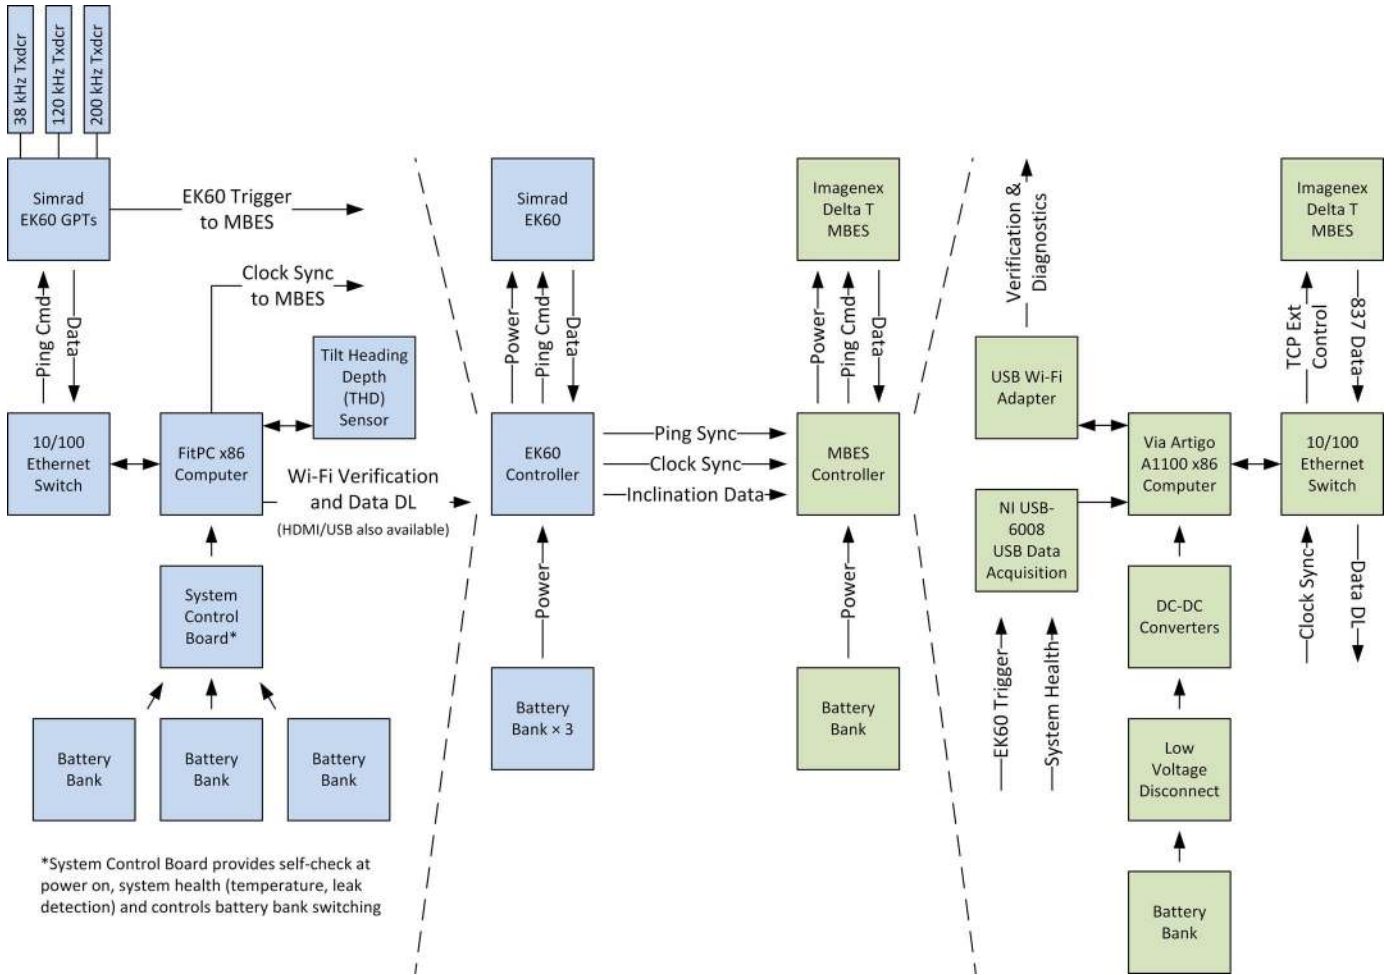 38 kHz Txdcr
120 kHz Txdcr
200 kHz Txdcr
Simrad
EK60 GPTs
EK60 Trigger
to MBES
Clock Sync
to MBES
Ping Cmd
Data
Tilt Heading
Depth
(THD)
Sensor
10/100
Ethernet
Switch
FitPC x86
Computer
Wi-Fi Verification
and Data DL
(HDMI/USB also available)
System
Control
Board*
Battery
Bank
Battery
Bank
Battery
Bank
*System Control Board provides self-check at
power on, system health (temperature, leak
detection) and controls battery bank switching
Simrad
EK60
Power
Ping Cmd
Data
EK60
Controller
Ping Sync
Clock Sync
Inclination Data
Power
Battery
Bank × 3
Imagenex
Delta T
MBES
Power
Ping Cmd
Data
MBES
Controller
Power
Battery
Bank
Verification &
Diagnostics
USB Wi-Fi
Adapter
NI USB-
6008
USB Data
Acquisition
EK60 Trigger
System Health
Via Artigo
A1100 x86
Computer
DC-DC
Converters
Low
Voltage
Disconnect
Battery
Bank
Imagenex
Delta T
MBES
TCP Ext
Control
837 Data
10/100
Ethernet
Switch
Clock Sync
Data DL